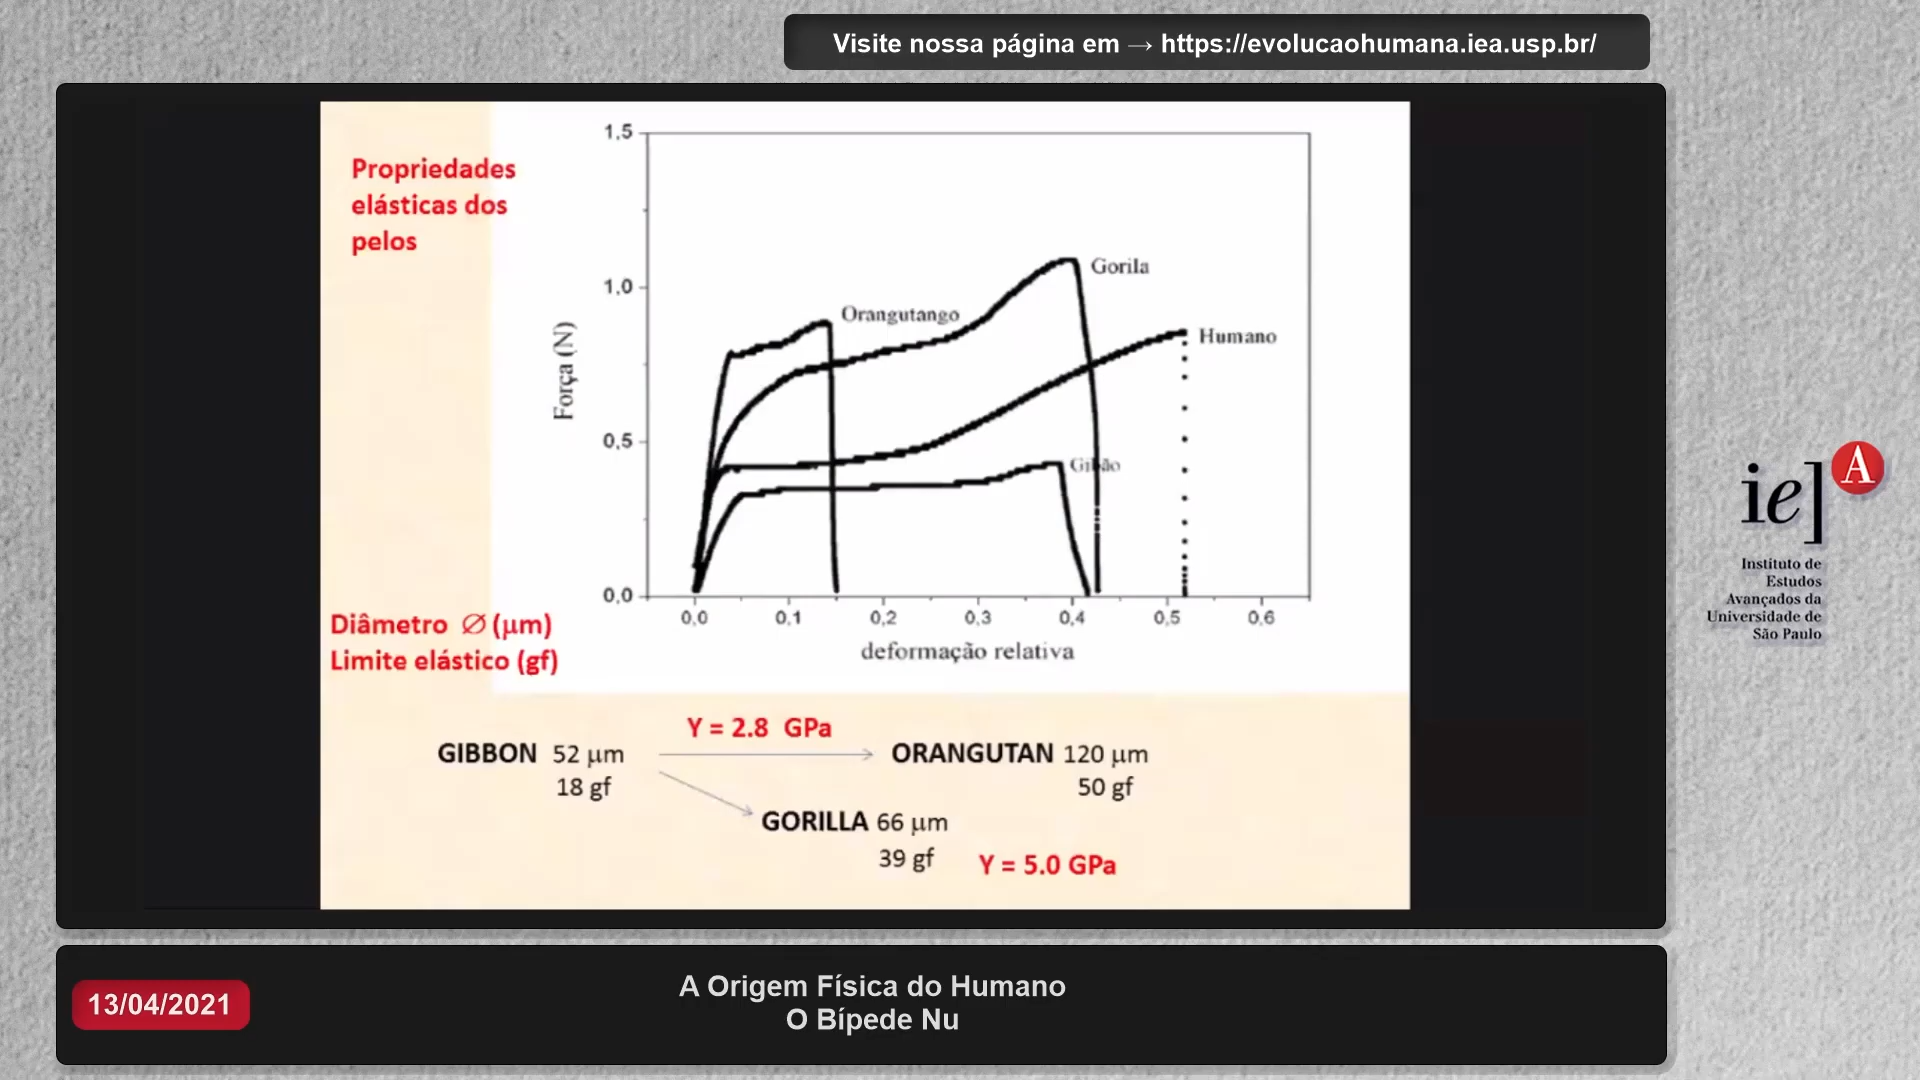 Visite nossa página em → https://evolucaohumana.iea.usp.br/
Propriedades
elásticas dos
pelos
1,5
1,0
0,5
0,0
Força (N)
Orangutango
Gorila
Humano
Gibão
0,0 0,1 0,2 0,3 0,4 0,5 0,6
deformação relativa
Diâmetro ∅ (µm)
Limite elástico (gf)
Y = 2.8 GPa
GIBBON 52 µm
18 gf
ORANGUTAN 120 µm
50 gf
GORILLA 66 µm
39 gf
Y = 5.0 GPa
ie] A
Instituto de
Estudos
Avançados da
Universidade de
São Paulo
13/04/2021
A Origem Física do Humano
O Bípede Nu